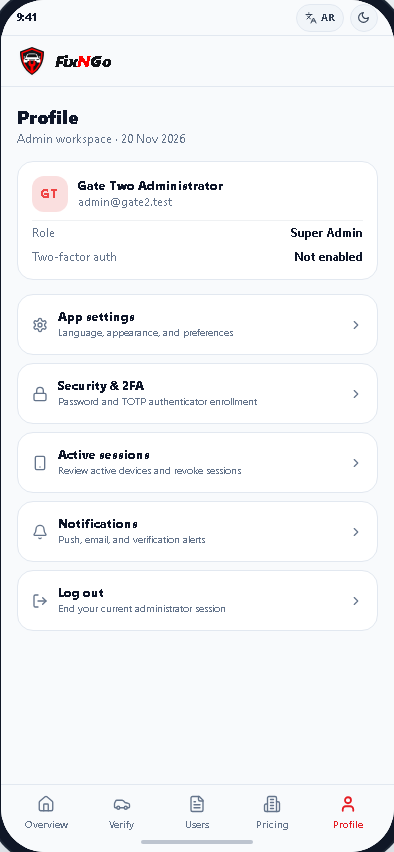 9:41
AR
FixNGo
Profile
Admin workspace · 20 Nov 2026
GT
Gate Two Administrator
admin@gate2.test
Role
Super Admin
Two-factor auth
Not enabled
App settings
Language, appearance, and preferences
Security & 2FA
Password and TOTP authenticator enrollment
Active sessions
Review active devices and revoke sessions
Notifications
Push, email, and verification alerts
Log out
End your current administrator session
Overview
Verify
Users
Pricing
Profile